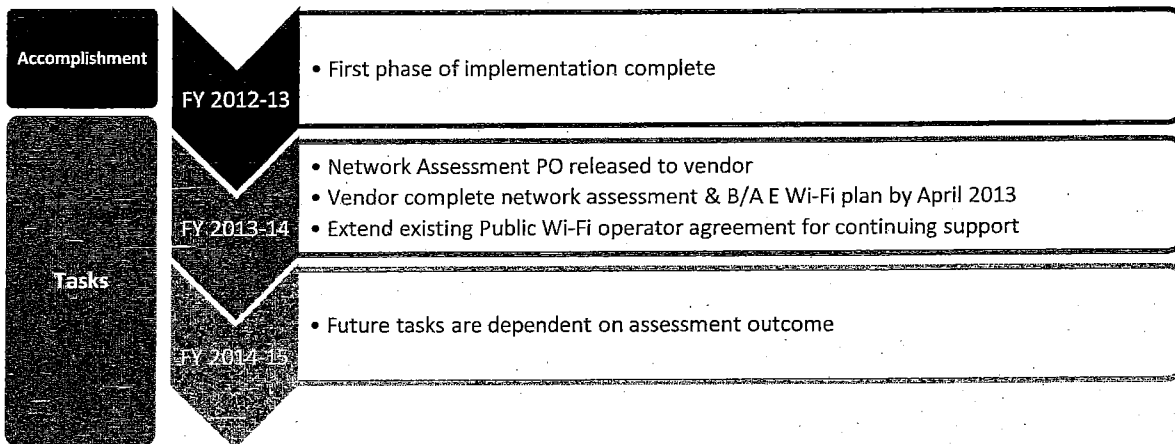 Accomplishment
FY 2012-13
• First phase of implementation complete
Tasks
FY 2013-14
• Network Assessment PO released to vendor
• Vendor complete network assessment & B/A E Wi-Fi plan by April 2013
• Extend existing Public Wi-Fi operator agreement for continuing support
FY 2014-15
• Future tasks are dependent on assessment outcome